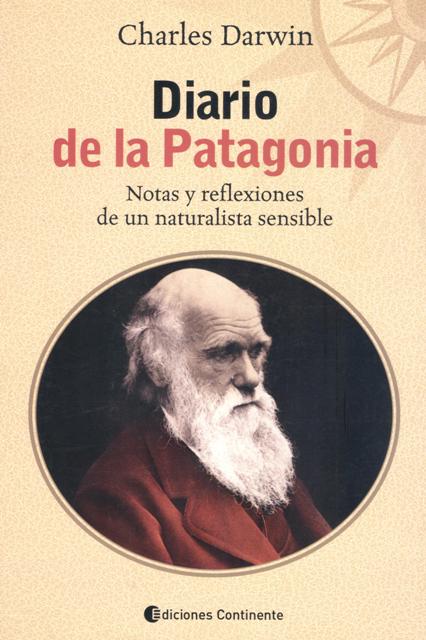 Charles Darwin
Diario
de la Patagonia
Notas y reflexiones
de un naturalista sensible
Ediciones Continente